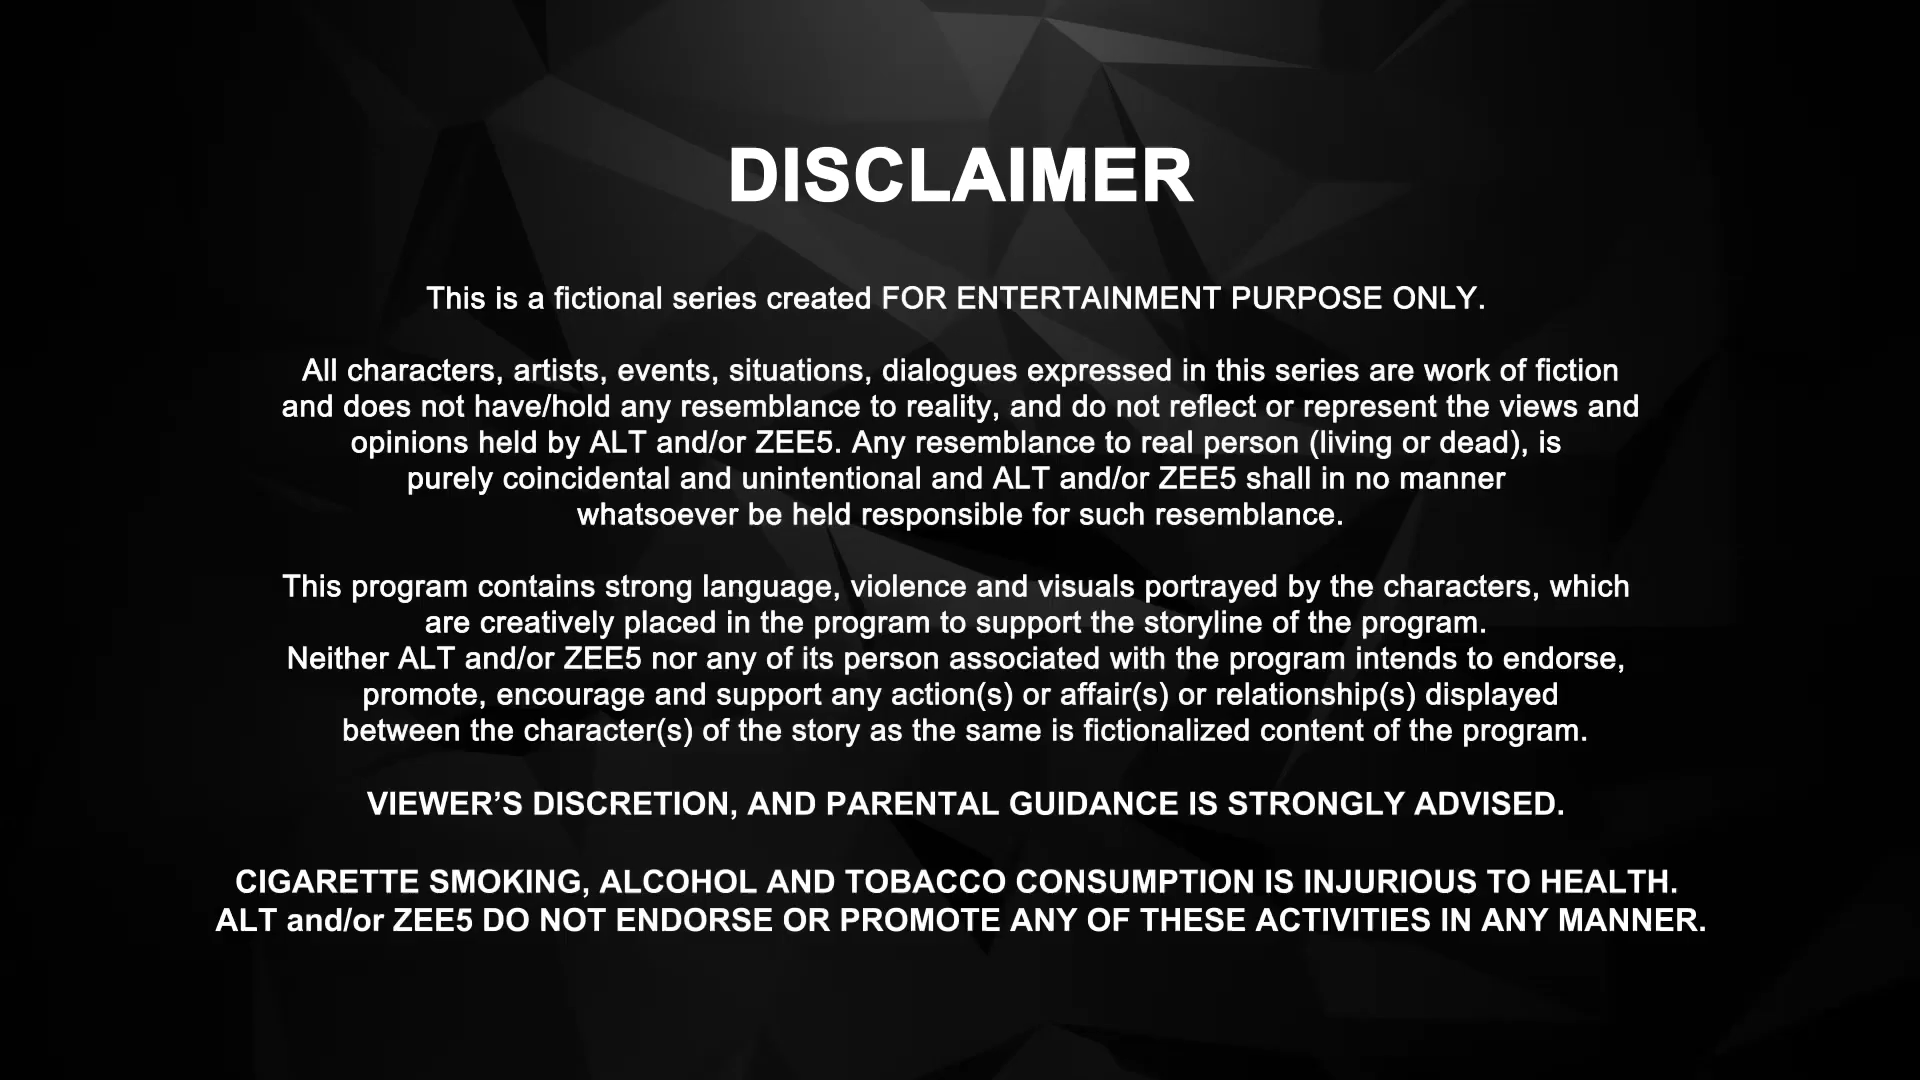 DISCLAIMER
This is a fictional series created FOR ENTERTAINMENT PURPOSE ONLY.
All characters, artists, events, situations, dialogues expressed in this series are work of fiction
and does not have/hold any resemblance to reality, and do not reflect or represent the views and
opinions held by ALT and/or ZEE5. Any resemblance to real person (living or dead), is
purely coincidental and unintentional and ALT and/or ZEE5 shall in no manner
whatsoever be held responsible for such resemblance.
This program contains strong language, violence and visuals portrayed by the characters, which
are creatively placed in the program to support the storyline of the program.
Neither ALT and/or ZEE5 nor any of its person associated with the program intends to endorse,
promote, encourage and support any action(s) or affair(s) or relationship(s) displayed
between the character(s) of the story as the same is fictionalized content of the program.
VIEWER’S DISCRETION, AND PARENTAL GUIDANCE IS STRONGLY ADVISED.
CIGARETTE SMOKING, ALCOHOL AND TOBACCO CONSUMPTION IS INJURIOUS TO HEALTH.
ALT and/or ZEE5 DO NOT ENDORSE OR PROMOTE ANY OF THESE ACTIVITIES IN ANY MANNER.